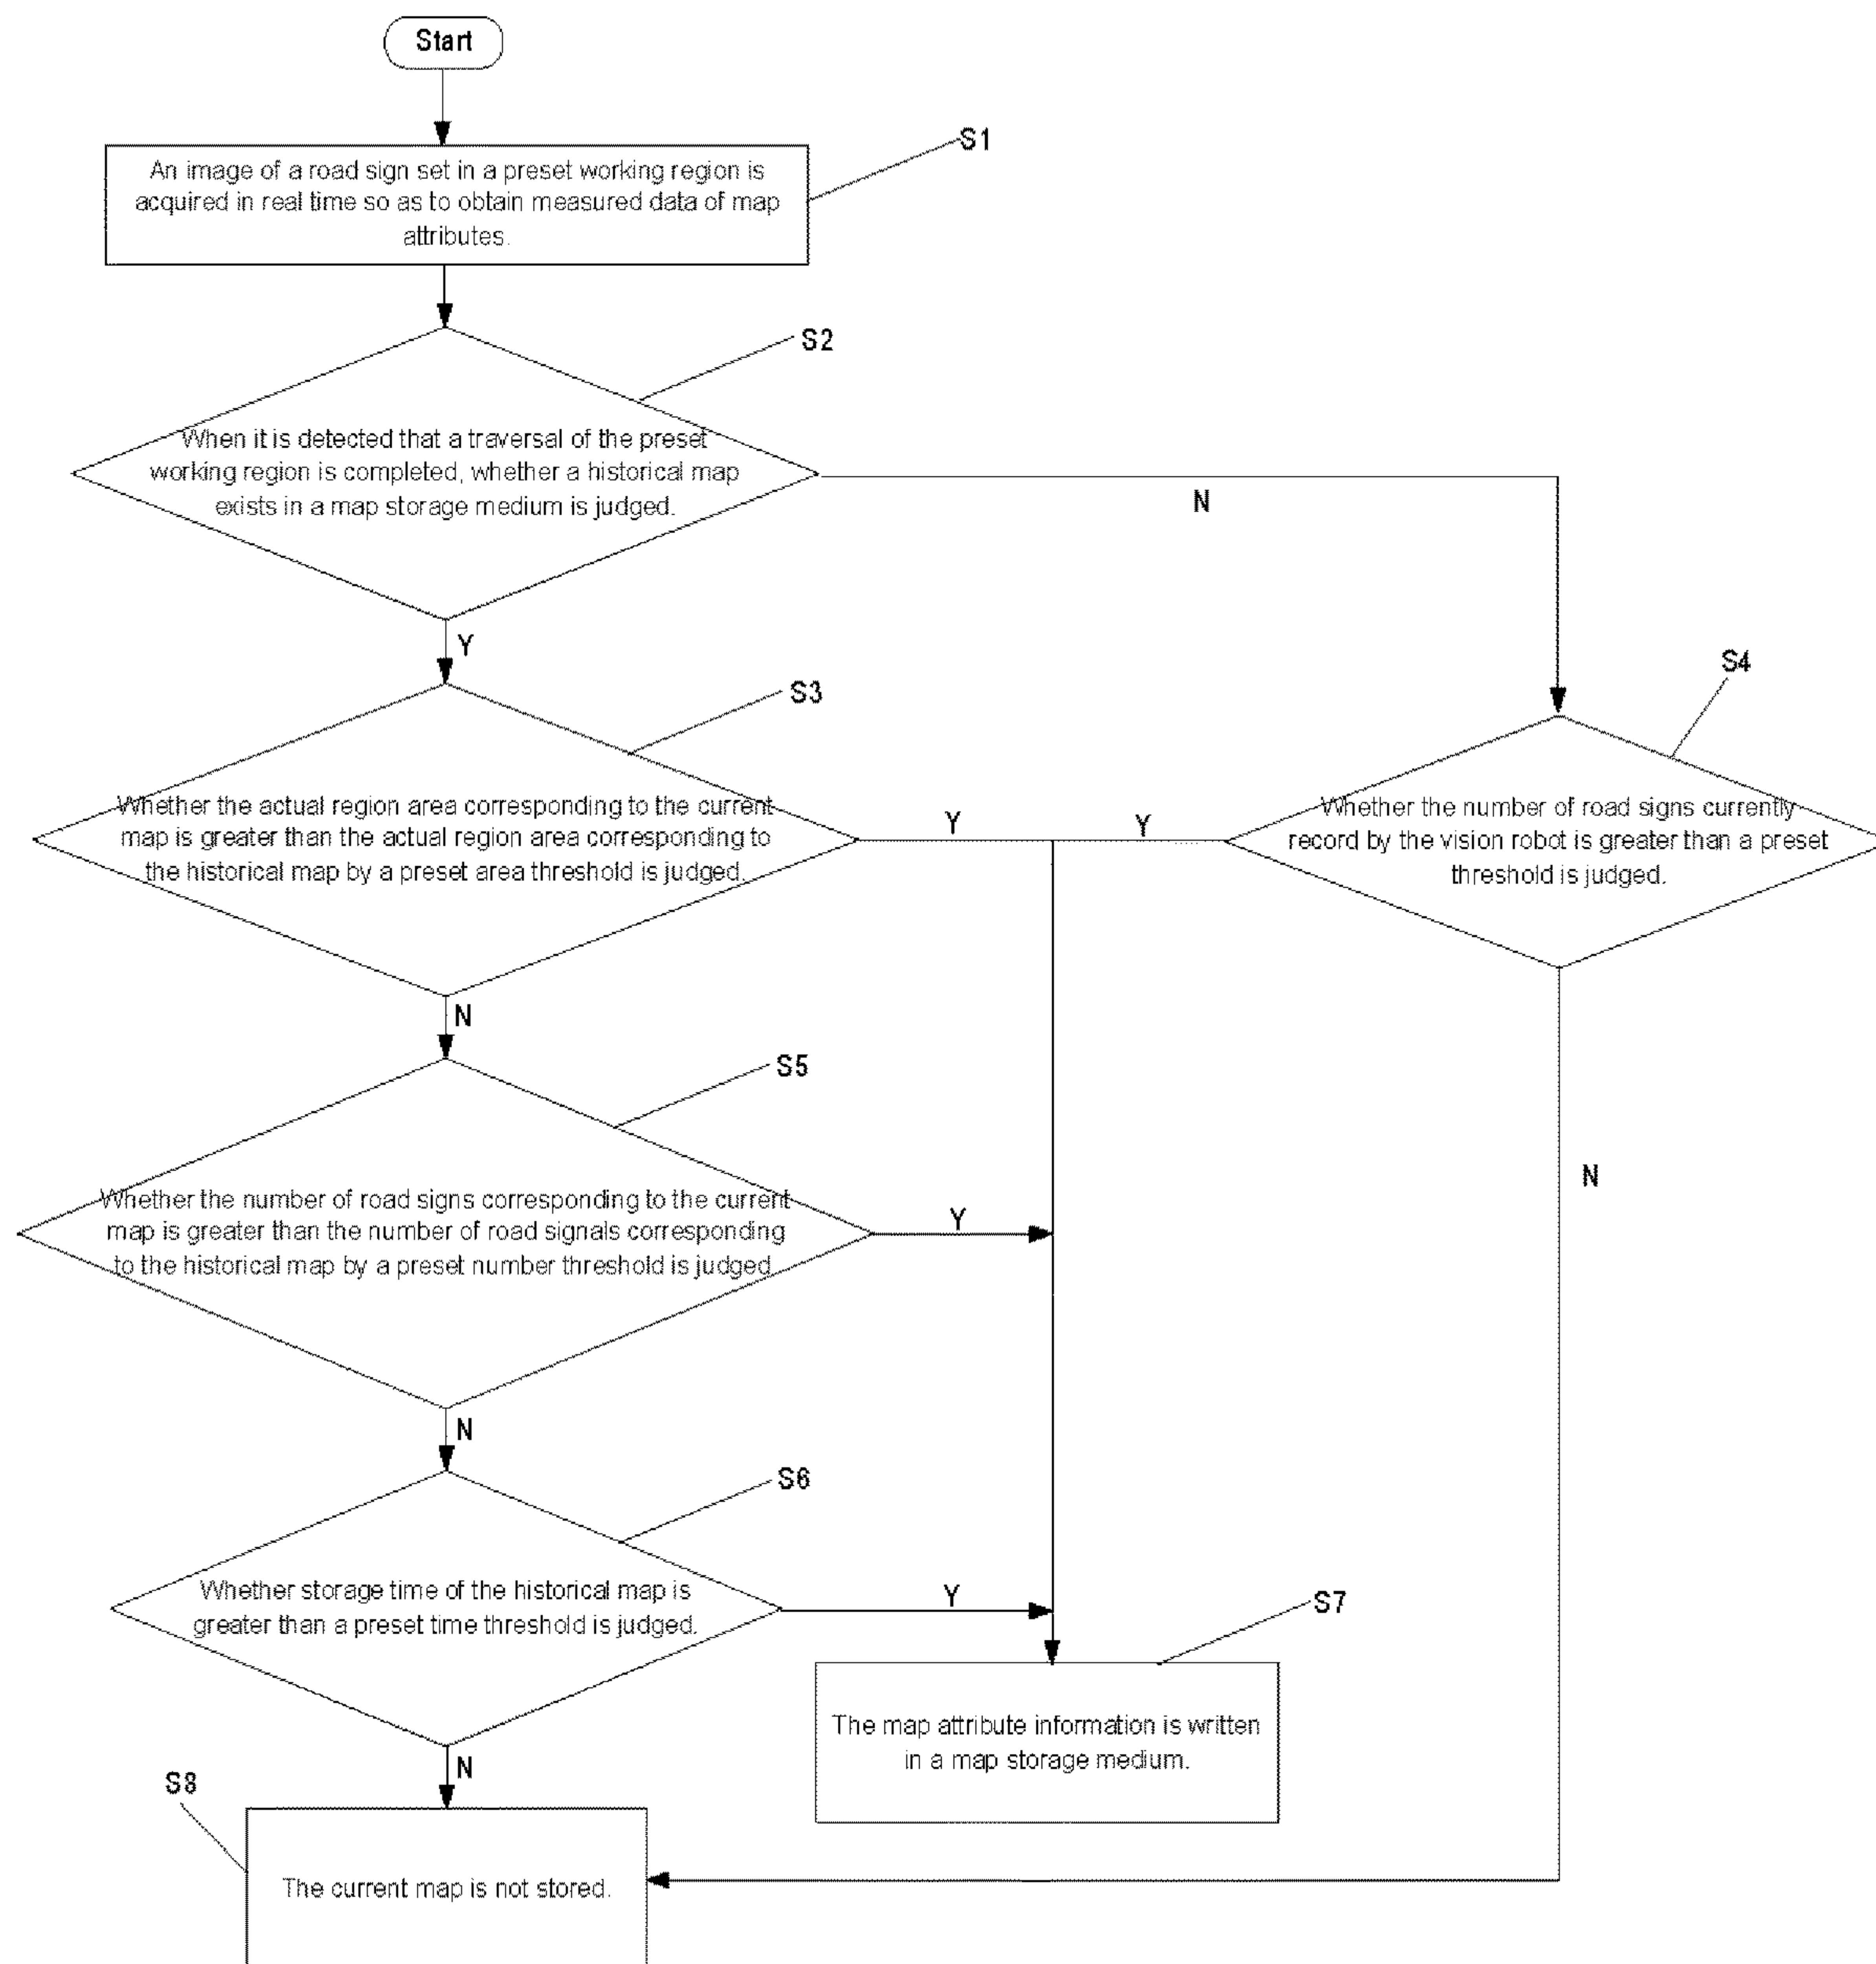 Start
S1
An image of a road sign set in a preset working region is
acquired in real time so as to obtain measured data of map
attributes.
S2
When it is detected that a traversal of the preset
working region is completed, whether a historical map
exists in a map storage medium is judged.
N
Y
S3
S4
Whether the actual region area corresponding to the current
map is greater than the actual region area corresponding to
the historical map by a preset area threshold is judged.
Y
Y
Whether the number of road signs currently
record by the vision robot is greater than a preset
threshold is judged.
N
S5
N
Whether the number of road signs corresponding to the current
map is greater than the number of road signals corresponding
to the historical map by a preset number threshold is judged
Y
N
S6
Whether storage time of the historical map is
greater than a preset time threshold is judged.
Y
S7
The map attribute information is written
in a map storage medium.
N
S8
The current map is not stored.